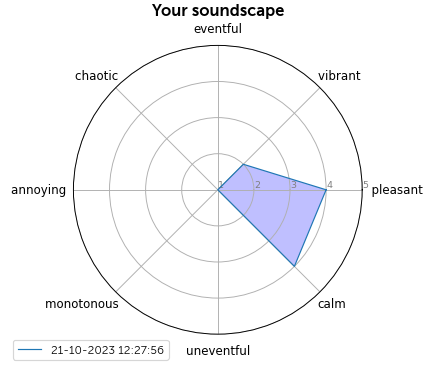 Your soundscape
eventful
chaotic
vibrant
annoying
1
2
3
4
5
pleasant
monotonous
calm
uneventful
21-10-2023 12:27:56